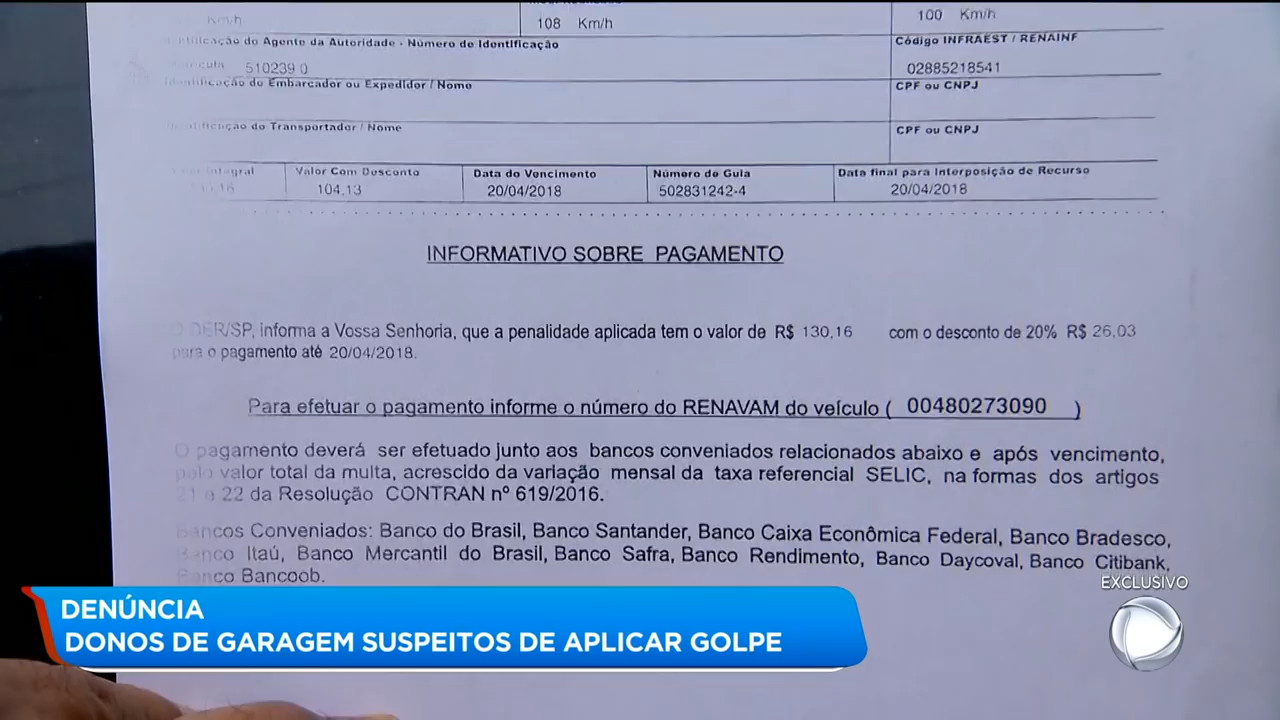 Km/h
108 Km/h
100 Km/h
do Agente da Autoridade - Número de Identificação
Código INFRAEST / RENAINF
510239 0
02885218541
do Embarcador ou Expedidor / Nome
CPF ou CNPJ
do Transportador / Nome
CPF ou CNPJ
Valor Com Desconto
Data do Vencimento
Número de Guia
Data final para Interposição de Recurso
104,13
20/04/2018
502831242-4
20/04/2018
INFORMATIVO SOBRE PAGAMENTO
O DER/SP, informa a Vossa Senhoria, que a penalidade aplicada tem o valor de R$ 130,16 com o desconto de 20% R$ 26,03
para o pagamento até 20/04/2018.
Para efetuar o pagamento informe o número do RENAVAM do veículo ( 00480273090 )
O pagamento deverá ser efetuado junto aos bancos conveniados relacionados abaixo e após vencimento,
pelo valor total da multa, acrescido da variação mensal da taxa referencial SELIC, na formas dos artigos
21 e 22 da Resolução CONTRAN nº 619/2016.
Bancos Conveniados: Banco do Brasil, Banco Santander, Banco Caixa Econômica Federal, Banco Bradesco,
Banco Itaú, Banco Mercantil do Brasil, Banco Safra, Banco Rendimento, Banco Daycoval, Banco Citibank,
Banco Bancoob.
EXCLUSIVO
DENÚNCIA
DONOS DE GARAGEM SUSPEITOS DE APLICAR GOLPE